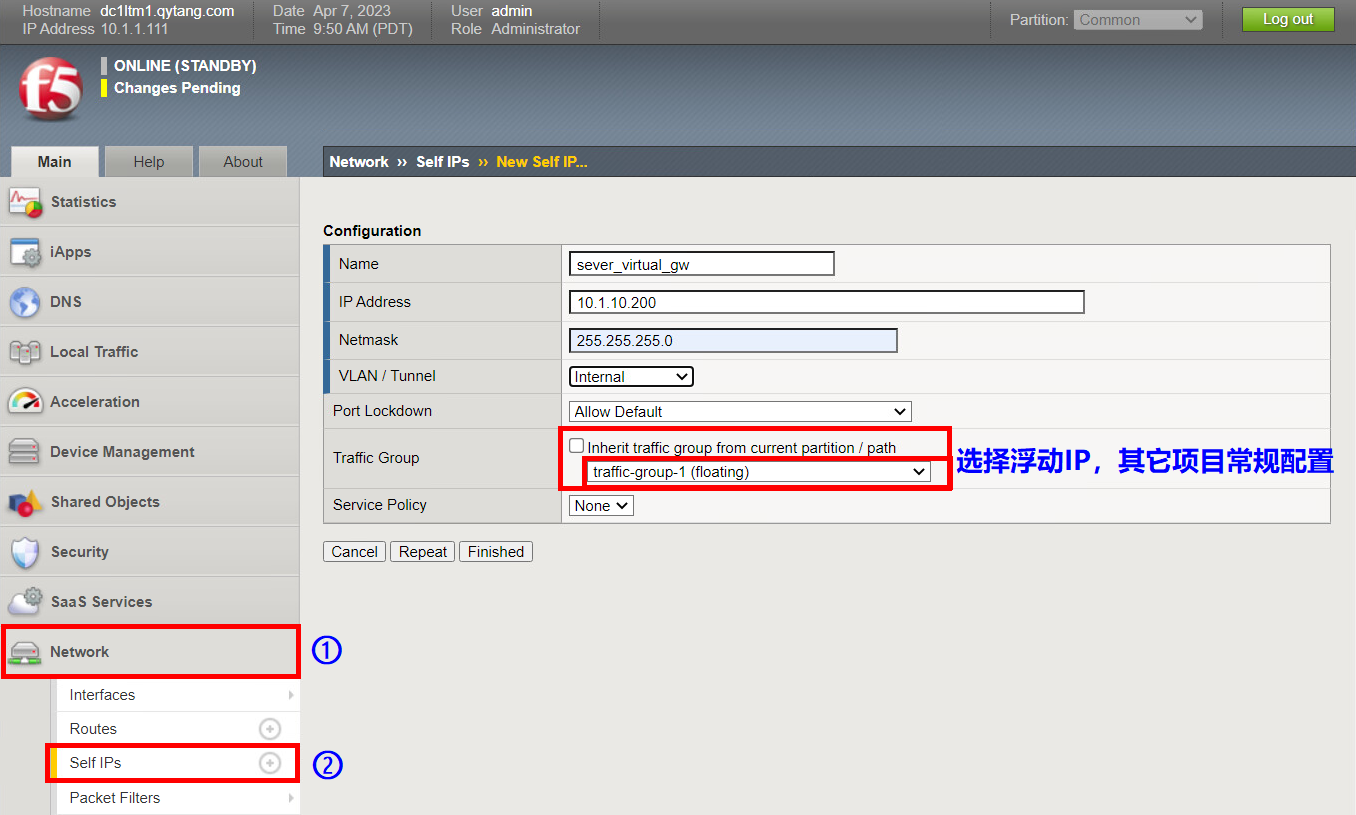 Hostname dc1ltm1.qytang.com Date Apr 7, 2023 User admin
IP Address 10.1.1.111 Time 9:50 AM (PDT) Role Administrator
Partition: Common Log out
f5
ONLINE (STANDBY)
Changes Pending
Main Help About
Network ›› Self IPs ›› New Self IP...
Statistics
iApps
DNS
Local Traffic
Acceleration
Device Management
Shared Objects
Security
SaaS Services
Network ①
Interfaces
Routes
Self IPs ②
Packet Filters
Configuration
Name sever_virtual_gw
IP Address 10.1.10.200
Netmask 255.255.255.0
VLAN / Tunnel Internal
Port Lockdown Allow Default
Traffic Group
Inherit traffic group from current partition / path
traffic-group-1 (floating)
选择浮动IP，其它项目常规配置
Service Policy None
Cancel Repeat Finished